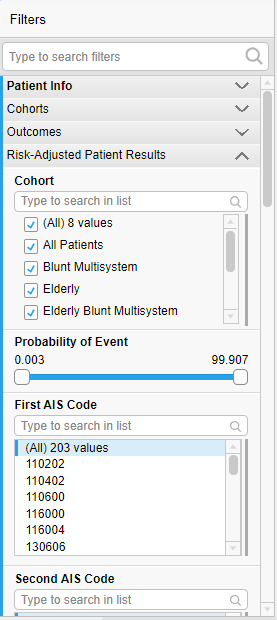 Filters
Type to search filters
Patient Info
Cohorts
Outcomes
Risk-Adjusted Patient Results
Cohort
Type to search in list
(All) 8 values
All Patients
Blunt Multisystem
Elderly
Elderly Blunt Multisystem
Probability of Event
0.003 99.907
First AIS Code
Type to search in list
(All) 203 values
110202
110402
110600
116000
116004
130606
Second AIS Code
Type to search in list